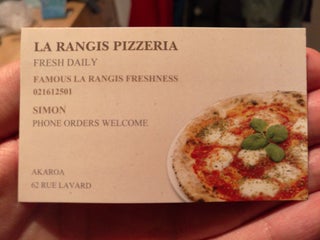 LA RANGIS PIZZERIA
FRESH DAILY
FAMOUS LA RANGIS FRESHNESS
021612501
SIMON
PHONE ORDERS WELCOME
AKAROA
62 RUE LAVARD